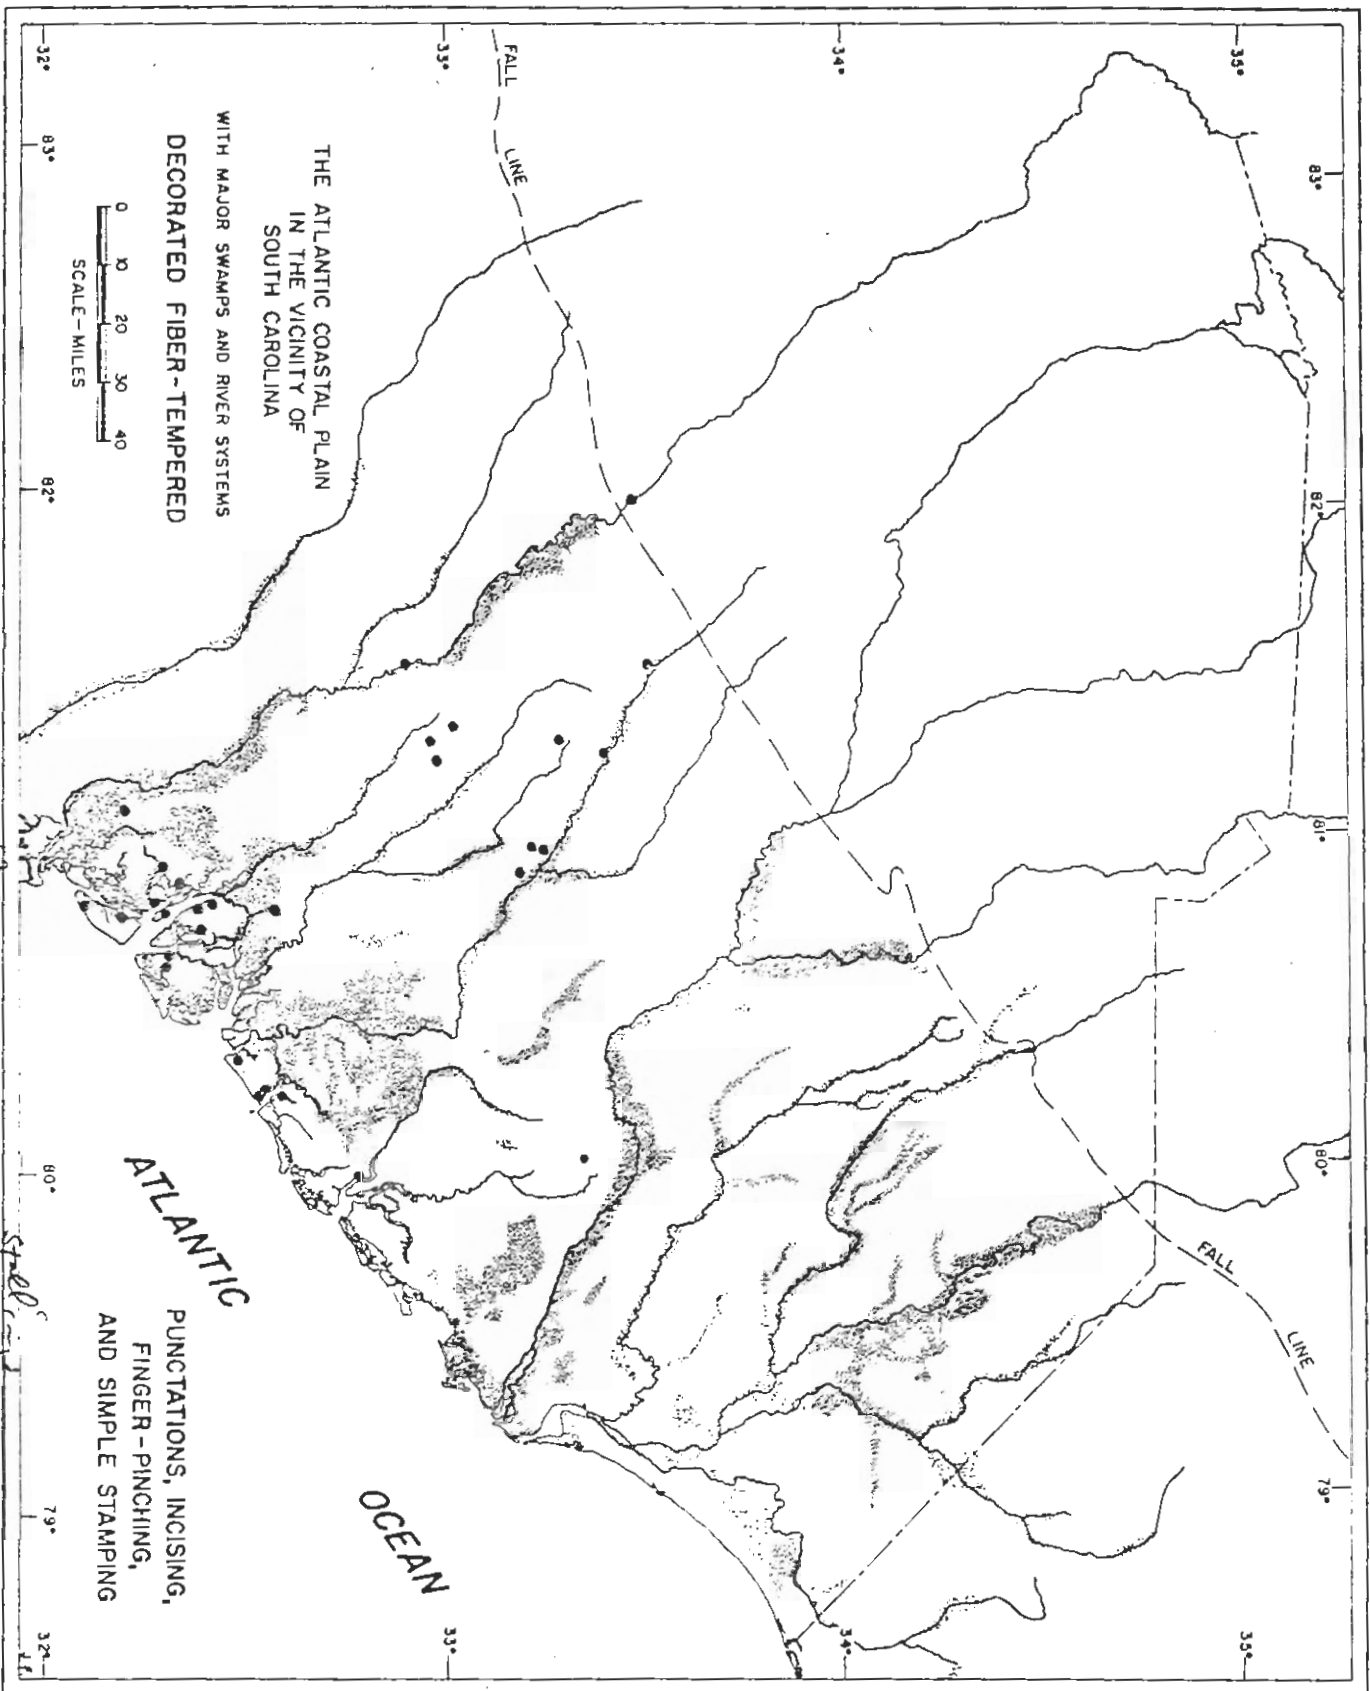 THE ATLANTIC COASTAL PLAIN
IN THE VICINITY OF
SOUTH CAROLINA
WITH MAJOR SWAMPS AND RIVER SYSTEMS
DECORATED FIBER-TEMPERED
0 10 20 30 40
SCALE-MILES
PUNCTATIONS, INCISING,
FINGER-PINCHING,
AND SIMPLE STAMPING
ATLANTIC
OCEAN
FALL
LINE
FALL
LINE
83°
82°
81°
80°
79°
35°
34°
33°
32°
83°
82°
80°
79°
35°
34°
33°
32°